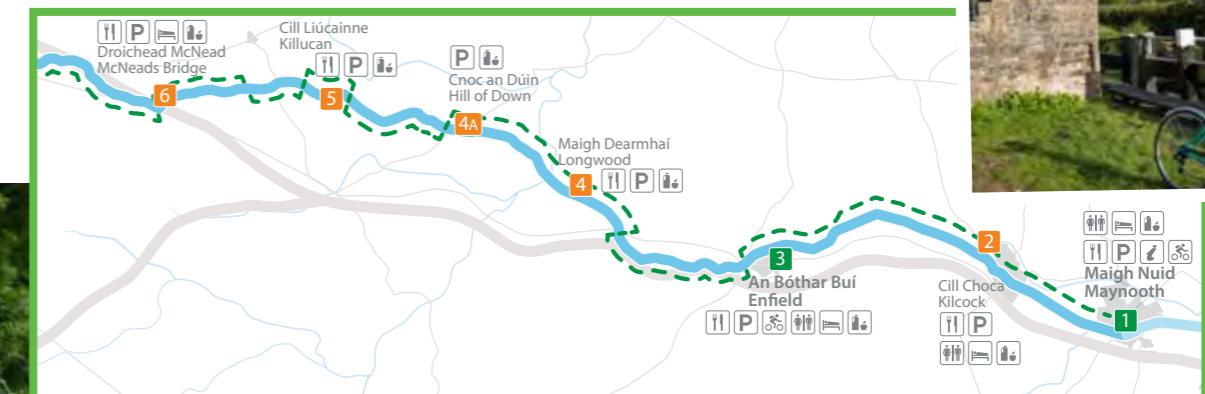 P
Droichead McNead
McNeads Bridge
6
Cill Liúcainne
Killucan
P
5
P
Cnoc an Dúin
Hill of Down
4A
Maigh Dearmhaí
Longwood
4
P
3
An Bóthar Buí
Enfield
P
2
Cill Choca
Kilcock
P
P
i
Maigh Nuid
Maynooth
1